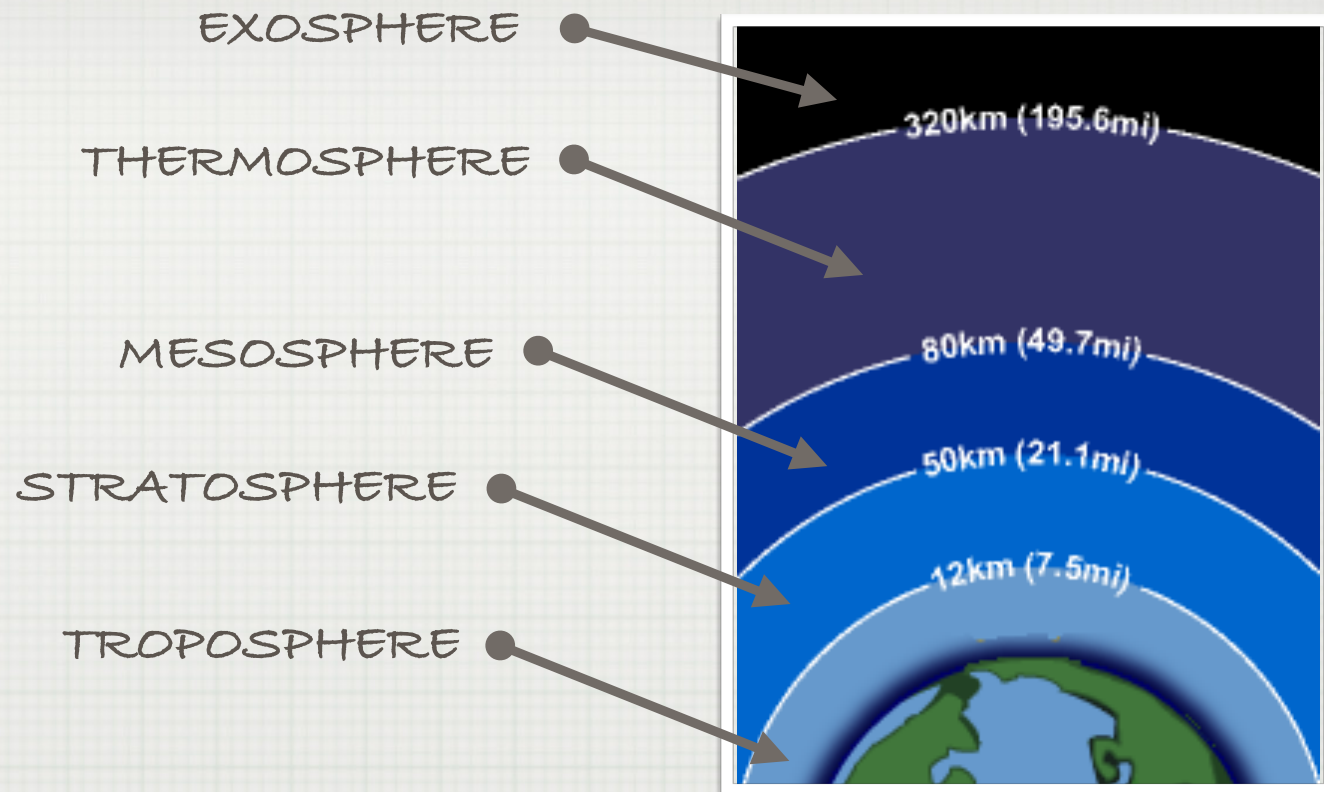 EXOSPHERE
320km (195.6mi)
THERMOSPHERE
80km (49.7mi)
MESOSPHERE
50km (21.1mi)
STRATOSPHERE
12km (7.5mi)
TROPOSPHERE